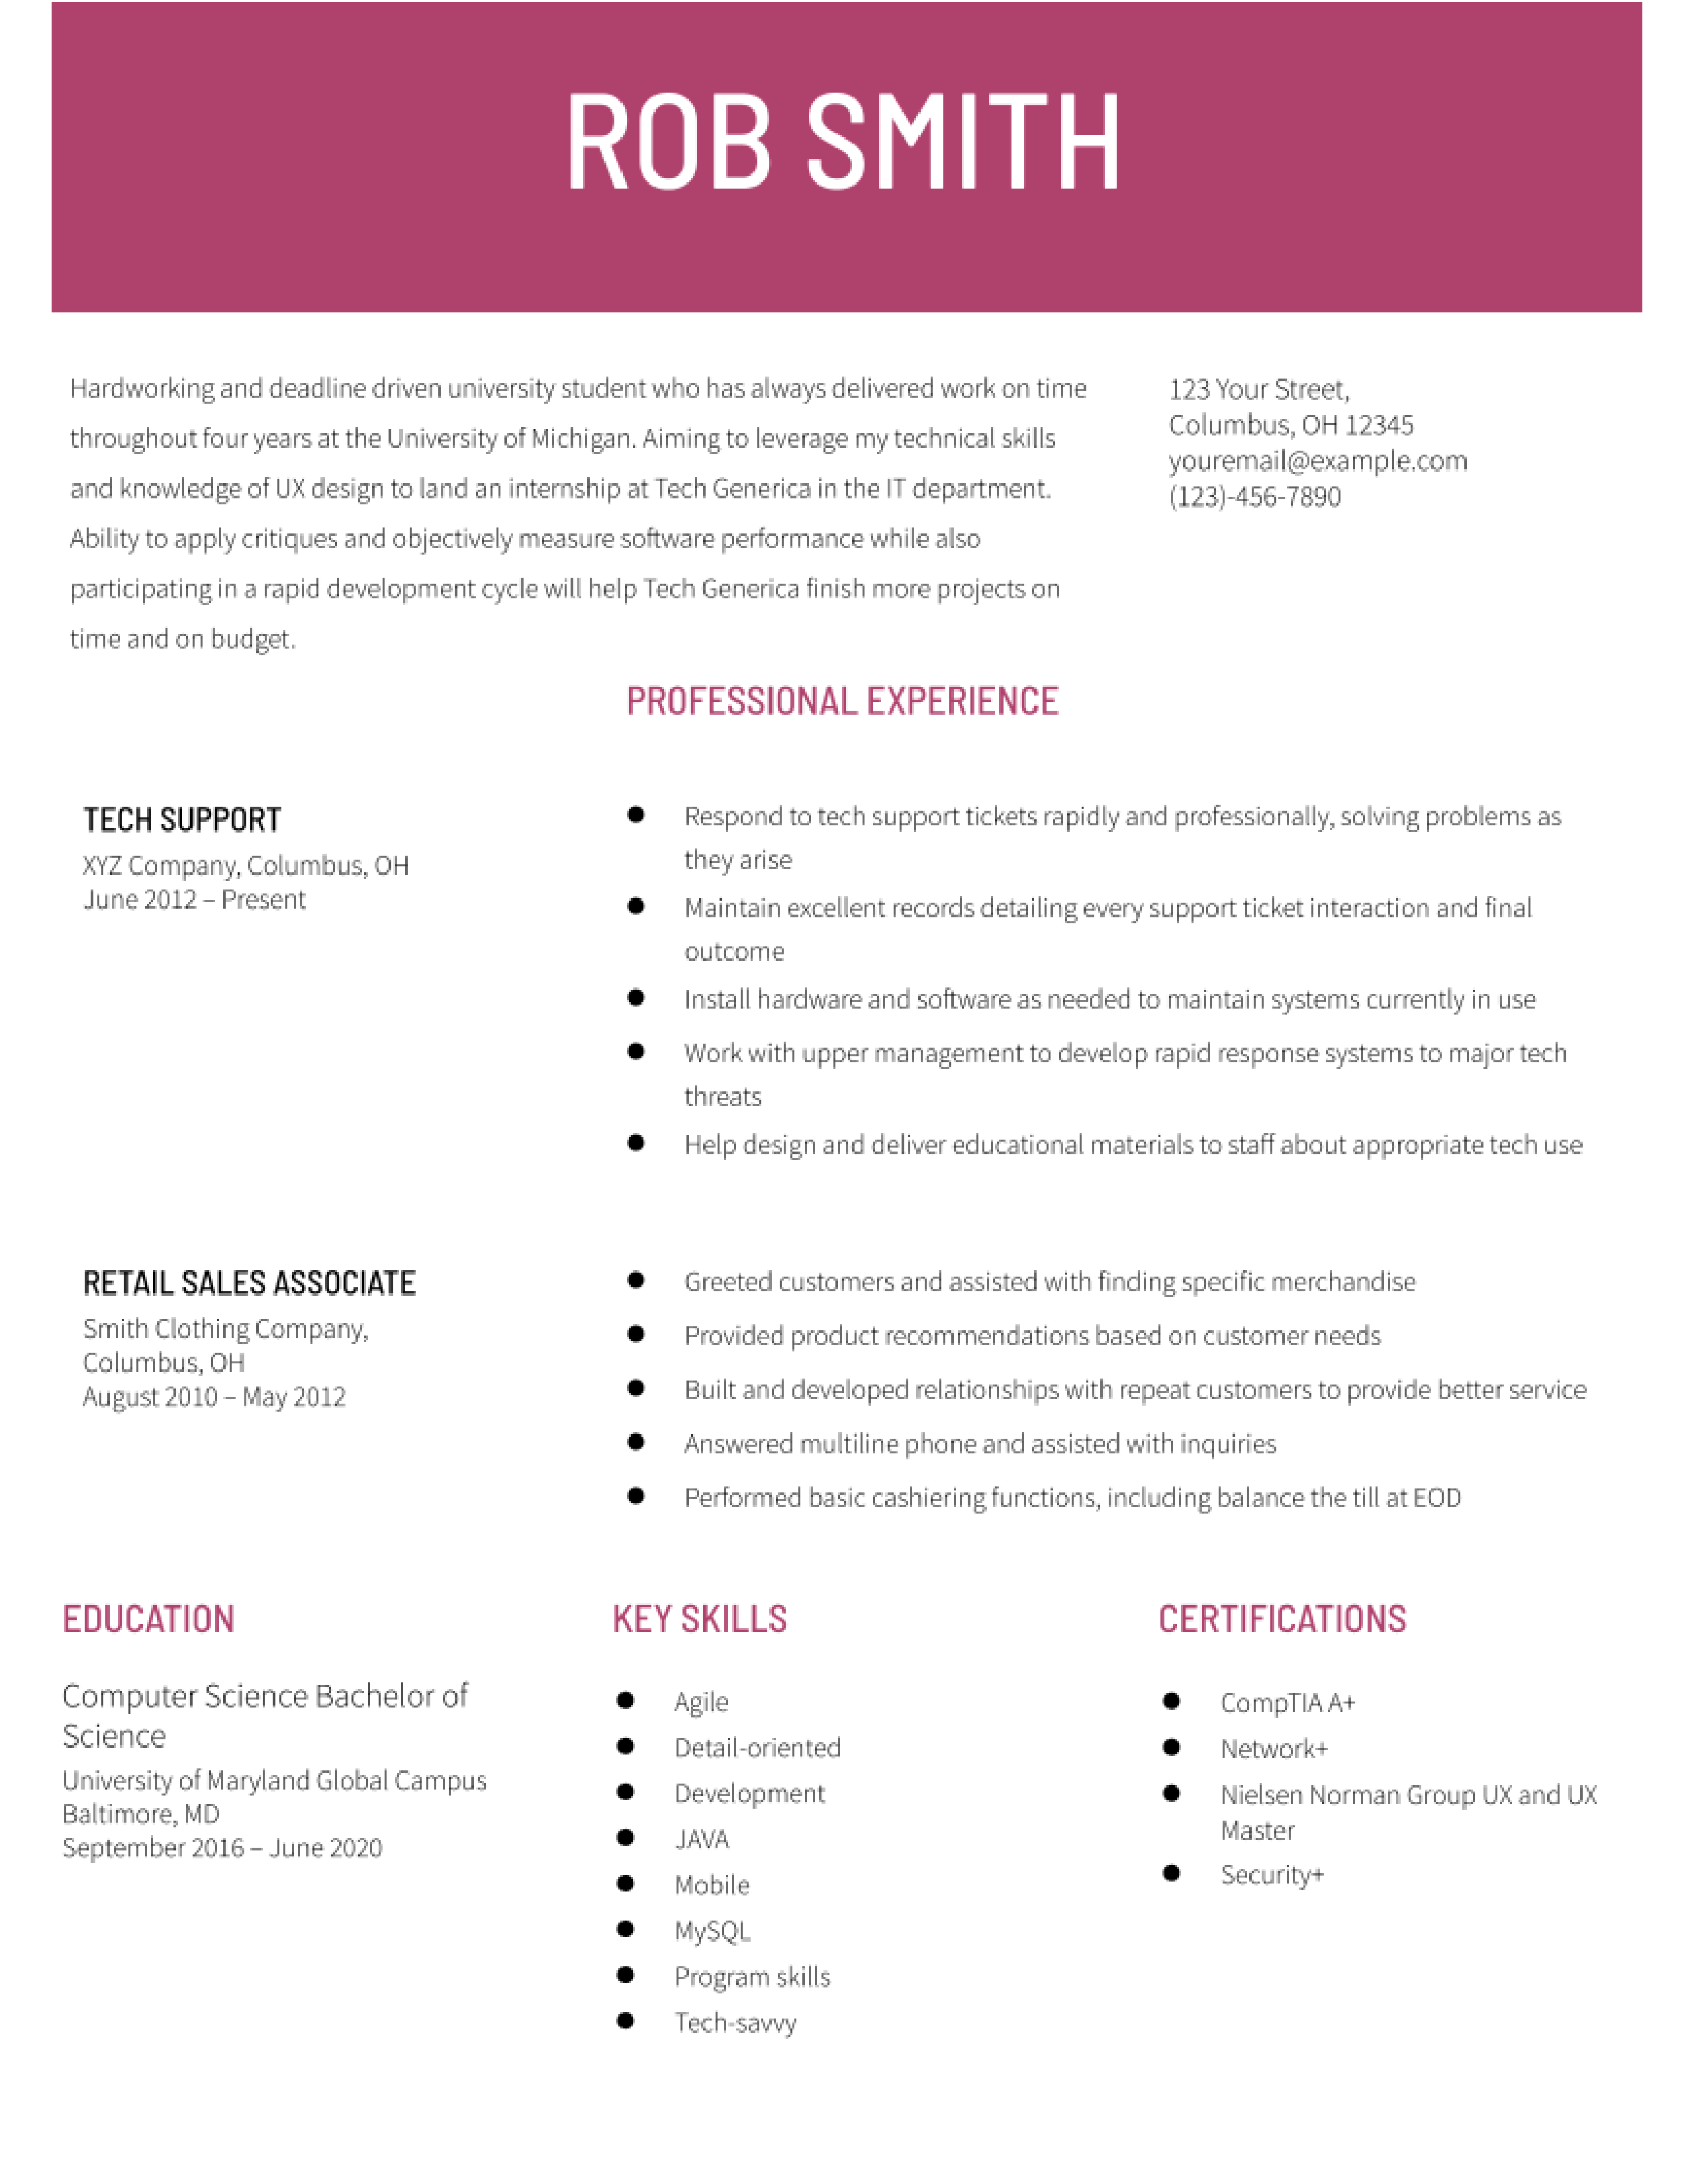 ROB SMITH
Hardworking and deadline driven university student who has always delivered work on time
throughout four years at the University of Michigan. Aiming to leverage my technical skills
and knowledge of UX design to land an internship at Tech Generica in the IT department.
Ability to apply critiques and objectively measure software performance while also
participating in a rapid development cycle will help Tech Generica finish more projects on
time and on budget.
123 Your Street,
Columbus, OH 12345
youremail@example.com
(123)-456-7890
PROFESSIONAL EXPERIENCE
TECH SUPPORT
XYZ Company, Columbus, OH
June 2012 – Present
● Respond to tech support tickets rapidly and professionally, solving problems as
they arise
● Maintain excellent records detailing every support ticket interaction and final
outcome
● Install hardware and software as needed to maintain systems currently in use
● Work with upper management to develop rapid response systems to major tech
threats
● Help design and deliver educational materials to staff about appropriate tech use
RETAIL SALES ASSOCIATE
Smith Clothing Company,
Columbus, OH
August 2010 – May 2012
● Greeted customers and assisted with finding specific merchandise
● Provided product recommendations based on customer needs
● Built and developed relationships with repeat customers to provide better service
● Answered multiline phone and assisted with inquiries
● Performed basic cashiering functions, including balance the till at EOD
EDUCATION
Computer Science Bachelor of
Science
University of Maryland Global Campus
Baltimore, MD
September 2016 – June 2020
KEY SKILLS
● Agile
● Detail-oriented
● Development
● JAVA
● Mobile
● MySQL
● Program skills
● Tech-savvy
CERTIFICATIONS
● CompTIA A+
● Network+
● Nielsen Norman Group UX and UX
Master
● Security+